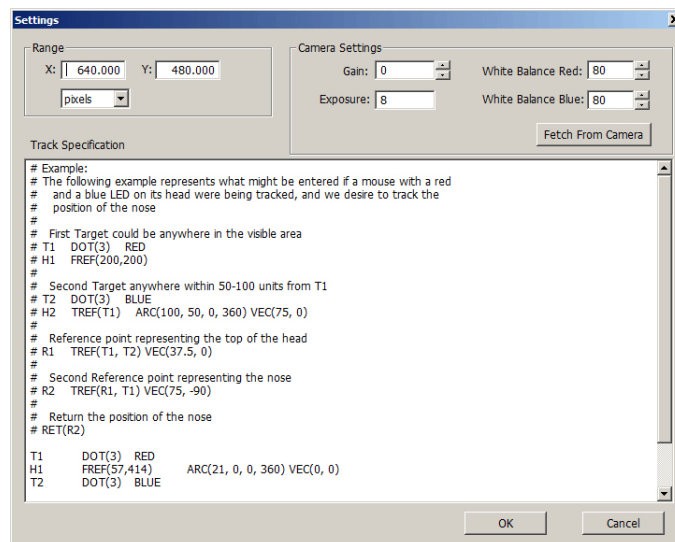 Settings
Range
X: 640.000 Y: 480.000
pixels
Camera Settings
Gain: 0 White Balance Red: 80
Exposure: 8 White Balance Blue: 80
Fetch From Camera
Track Specification
# Example:
# The following example represents what might be entered if a mouse with a red
# and a blue LED on its head were being tracked, and we desire to track the
# position of the nose
#
# First Target could be anywhere in the visible area
# T1 DOT(3) RED
# H1 FREF(200,200)
#
# Second Target anywhere within 50-100 units from T1
# T2 DOT(3) BLUE
# H2 TREF(T1) ARC(100, 50, 0, 360) VEC(75, 0)
#
# Reference point representing the top of the head
# R1 TREF(T1, T2) VEC(37.5, 0)
#
# Second Reference point representing the nose
# R2 TREF(R1, T1) VEC(75, -90)
#
# Return the position of the nose
# RET(R2)
T1 DOT(3) RED
H1 FREF(57,414) ARC(21, 0, 0, 360) VEC(0, 0)
T2 DOT(3) BLUE
OK Cancel